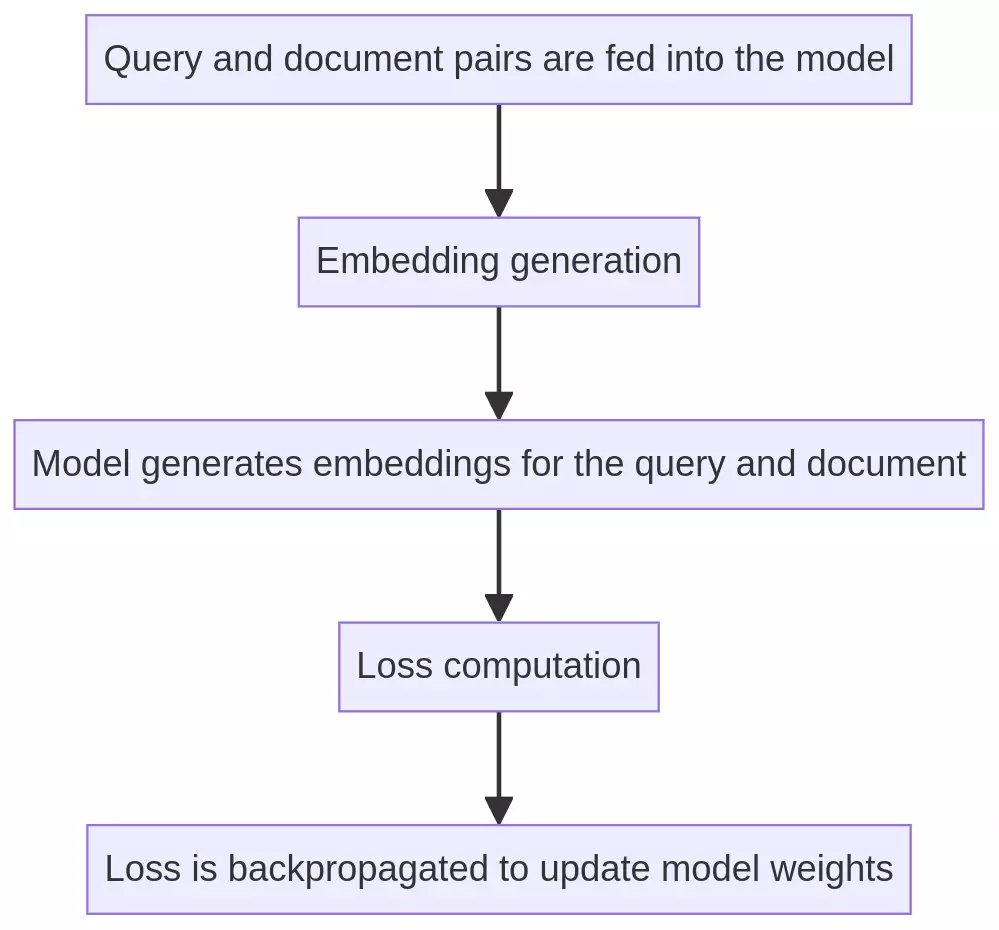 Query and document pairs are fed into the model
Embedding generation
Model generates embeddings for the query and document
Loss computation
Loss is backpropagated to update model weights